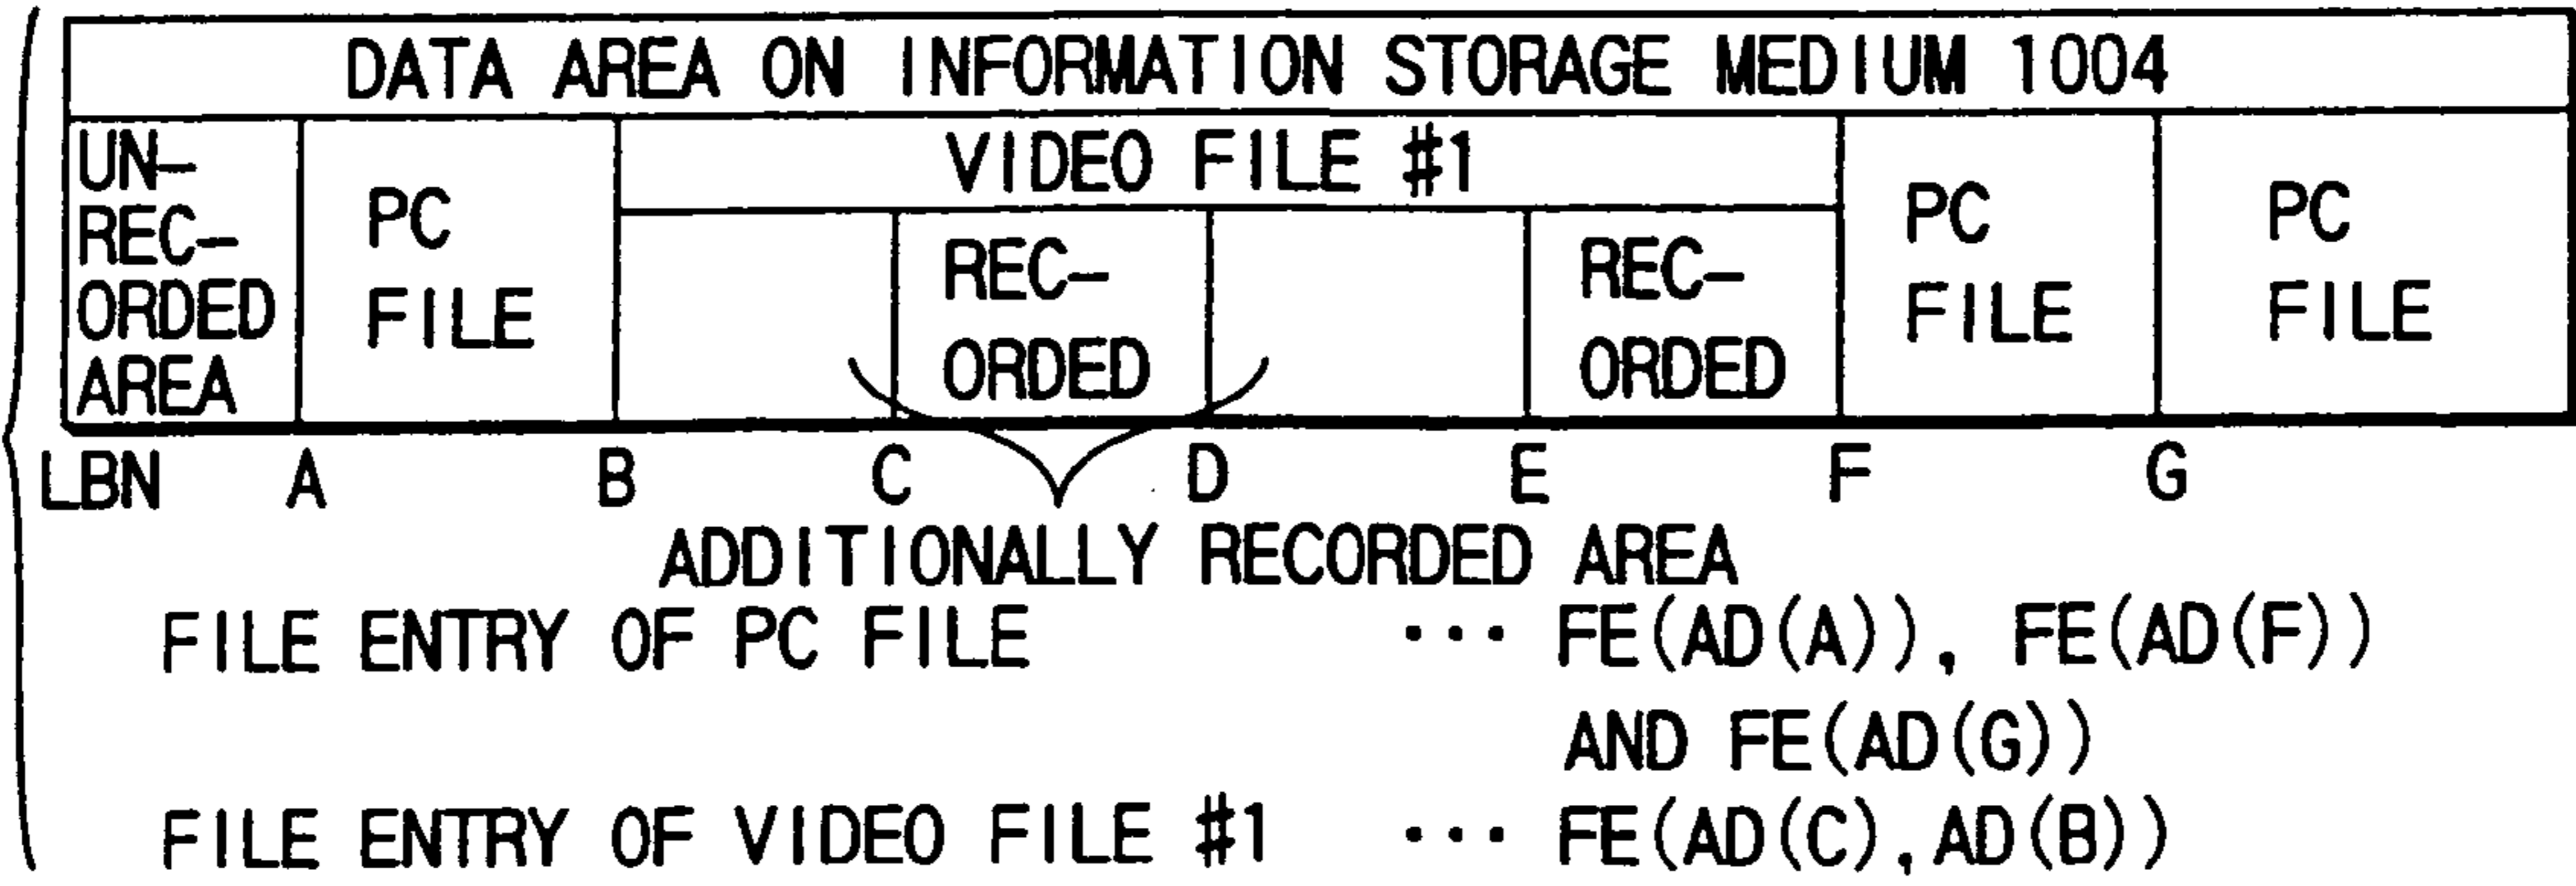 DATA AREA ON INFORMATION STORAGE MEDIUM 1004
UN-
REC-
ORDED
AREA
PC
FILE
VIDEO FILE #1
REC-
ORDED
REC-
ORDED
PC
FILE
PC
FILE
LBN A B C D E F G
ADDITIONALLY RECORDED AREA
FILE ENTRY OF PC FILE ··· FE(AD(A)), FE(AD(F))
AND FE(AD(G))
FILE ENTRY OF VIDEO FILE #1 ··· FE(AD(C),AD(B))